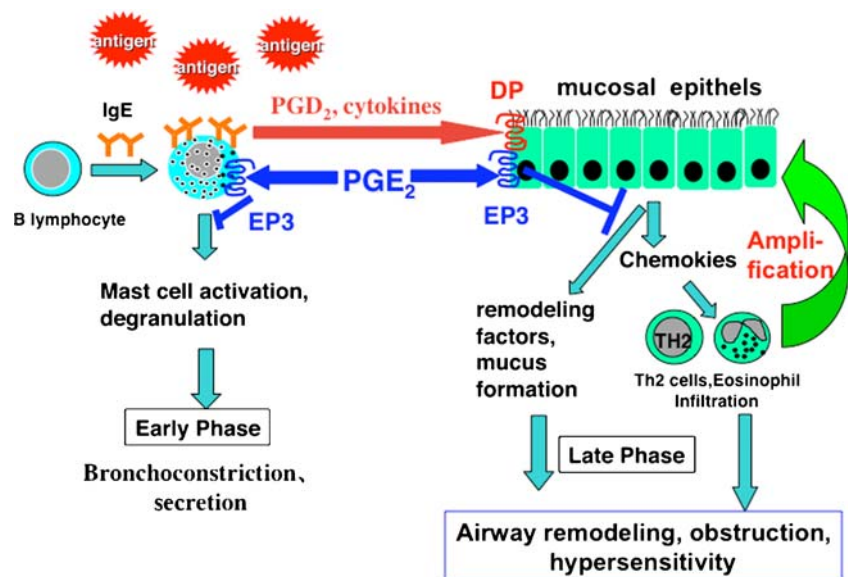 antigen
antigen
antigen
IgE
PGD2, cytokines
DP
mucosal epithels
B lymphocyte
PGE2
EP3
EP3
Mast cell activation,
degranulation
Early Phase
Bronchoconstriction、
secretion
Chemokies
Ampli-
fication
remodeling
factors,
mucus
formation
TH2
Th2 cells,Eosinophil
Infiltration
Late Phase
Airway remodeling, obstruction,
hypersensitivity